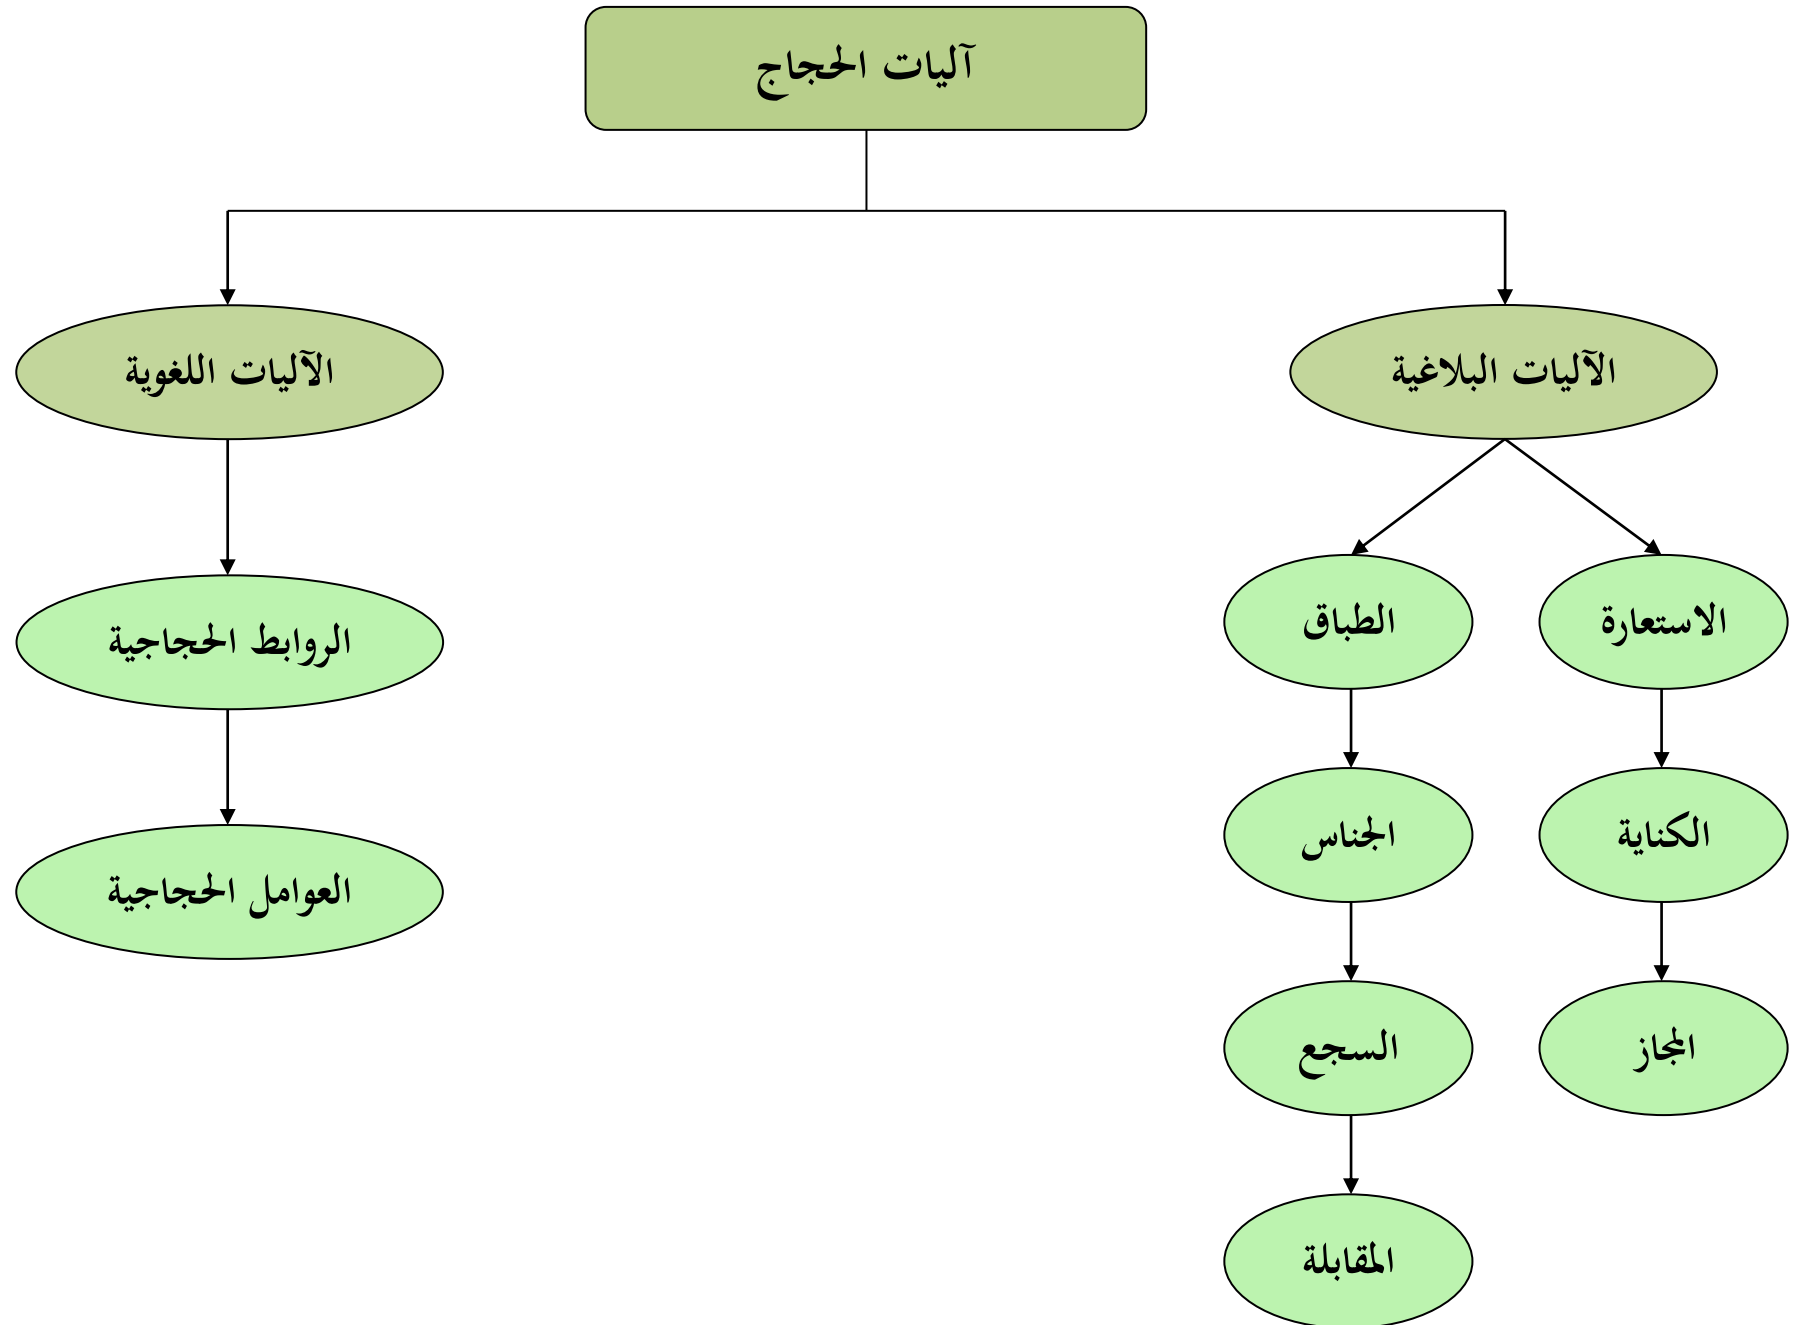 آليات الحجاج
الآليات البلاغية
الآليات اللغوية
الاستعارة
الطباق
الروابط الحجاجية
الكناية
الجناس
العوامل الحجاجية
المجاز
السجع
المقابلة